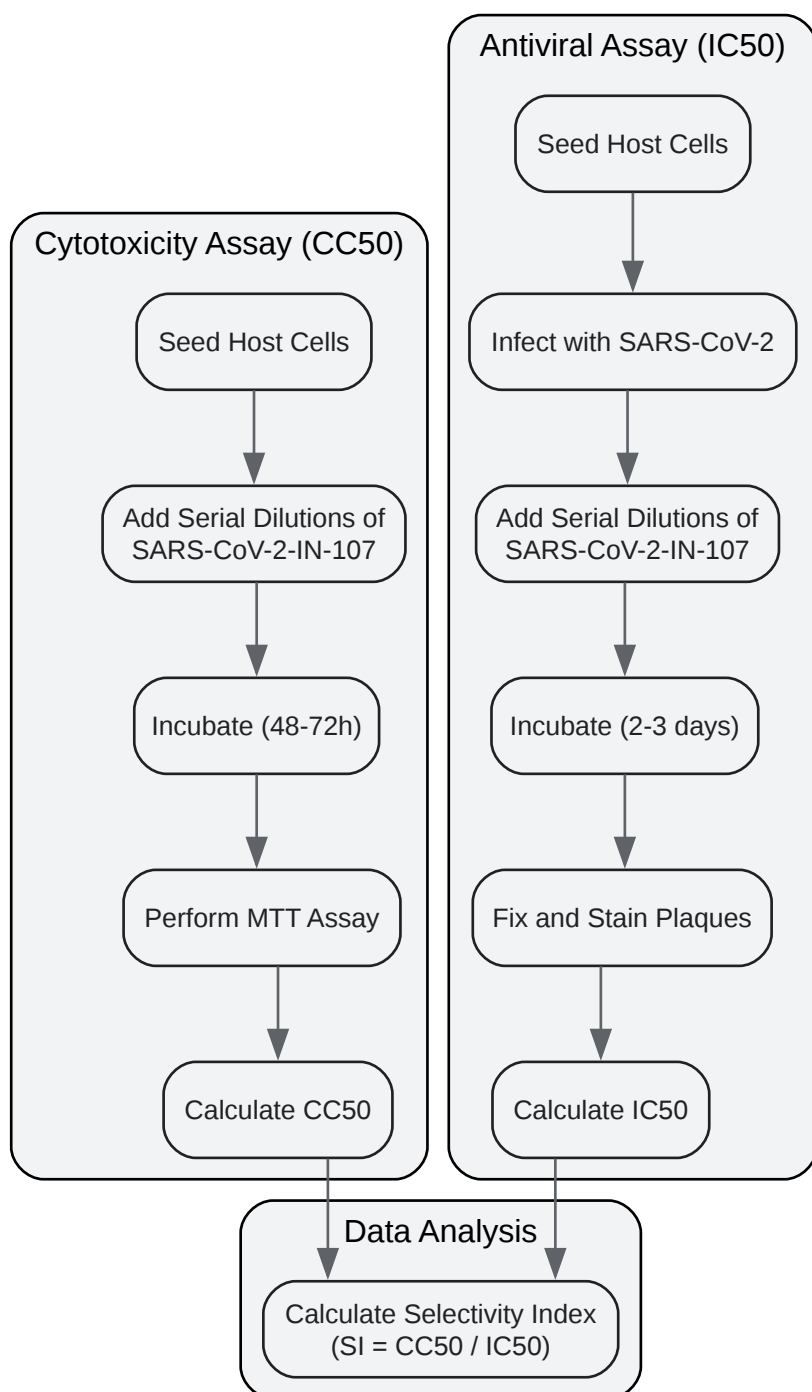 Cytotoxicity Assay (CC50)
Seed Host Cells
Add Serial Dilutions of
SARS-CoV-2-IN-107
Incubate (48-72h)
Perform MTT Assay
Calculate CC50
Antiviral Assay (IC50)
Seed Host Cells
Infect with SARS-CoV-2
Add Serial Dilutions of
SARS-CoV-2-IN-107
Incubate (2-3 days)
Fix and Stain Plaques
Calculate IC50
Data Analysis
Calculate Selectivity Index
(SI = CC50 / IC50)